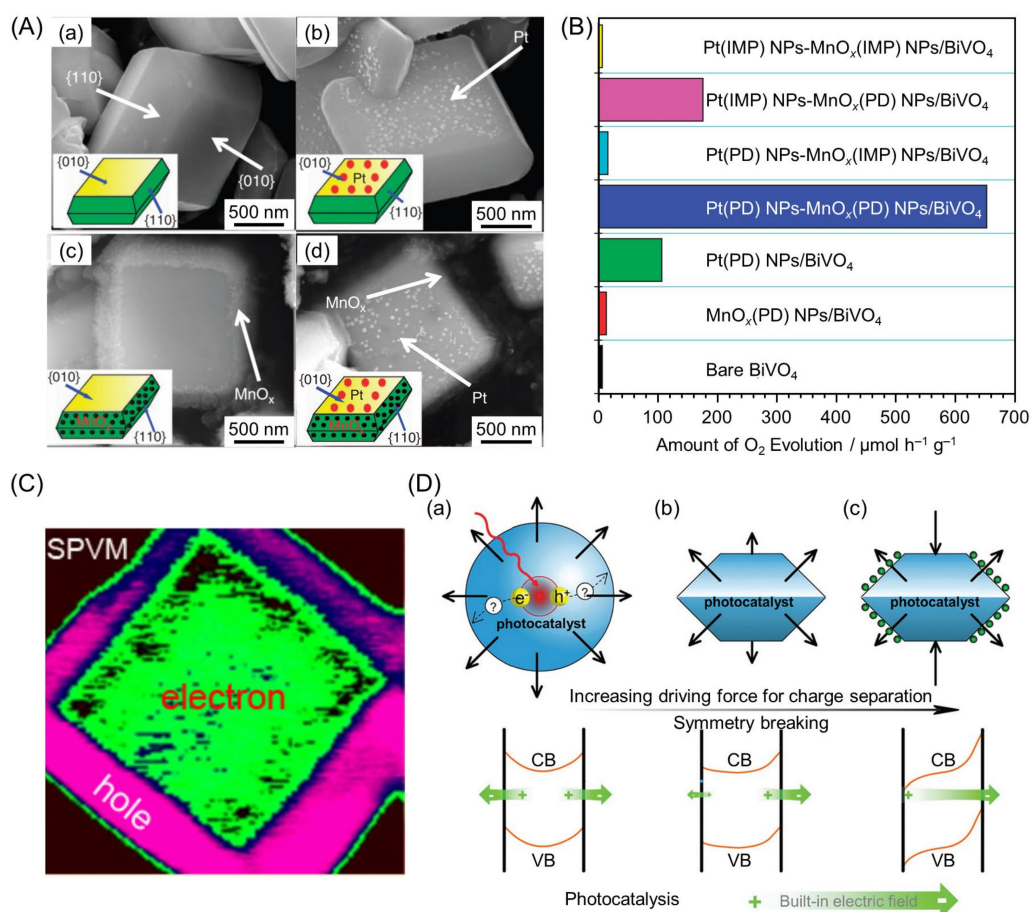 (A)
(a)
{110}
{010}
{010}
{110}
500 nm
(b)
Pt
{010}
Pt
{110}
500 nm
(c)
MnOₓ
{010}
MnOₓ
{110}
500 nm
(d)
MnOₓ
Pt
{010}
Pt
MnOₓ
{110}
500 nm
(B)
Pt(IMP) NPs-MnOₓ(IMP) NPs/BiVO₄
Pt(IMP) NPs-MnOₓ(PD) NPs/BiVO₄
Pt(PD) NPs-MnOₓ(IMP) NPs/BiVO₄
Pt(PD) NPs-MnOₓ(PD) NPs/BiVO₄
Pt(PD) NPs/BiVO₄
MnOₓ(PD) NPs/BiVO₄
Bare BiVO₄
0 100 200 300 400 500 600 700
Amount of O₂ Evolution / μmol h⁻¹ g⁻¹
(C)
SPVM
electron
hole
(D)
(a)
? e⁻ h⁺ ?
photocatalyst
(b)
photocatalyst
(c)
photocatalyst
Increasing driving force for charge separation
Symmetry breaking
CB
+ +
- -
VB
CB
+ +
- -
VB
CB
+ -
VB
Photocatalysis
+ Built-in electric field -